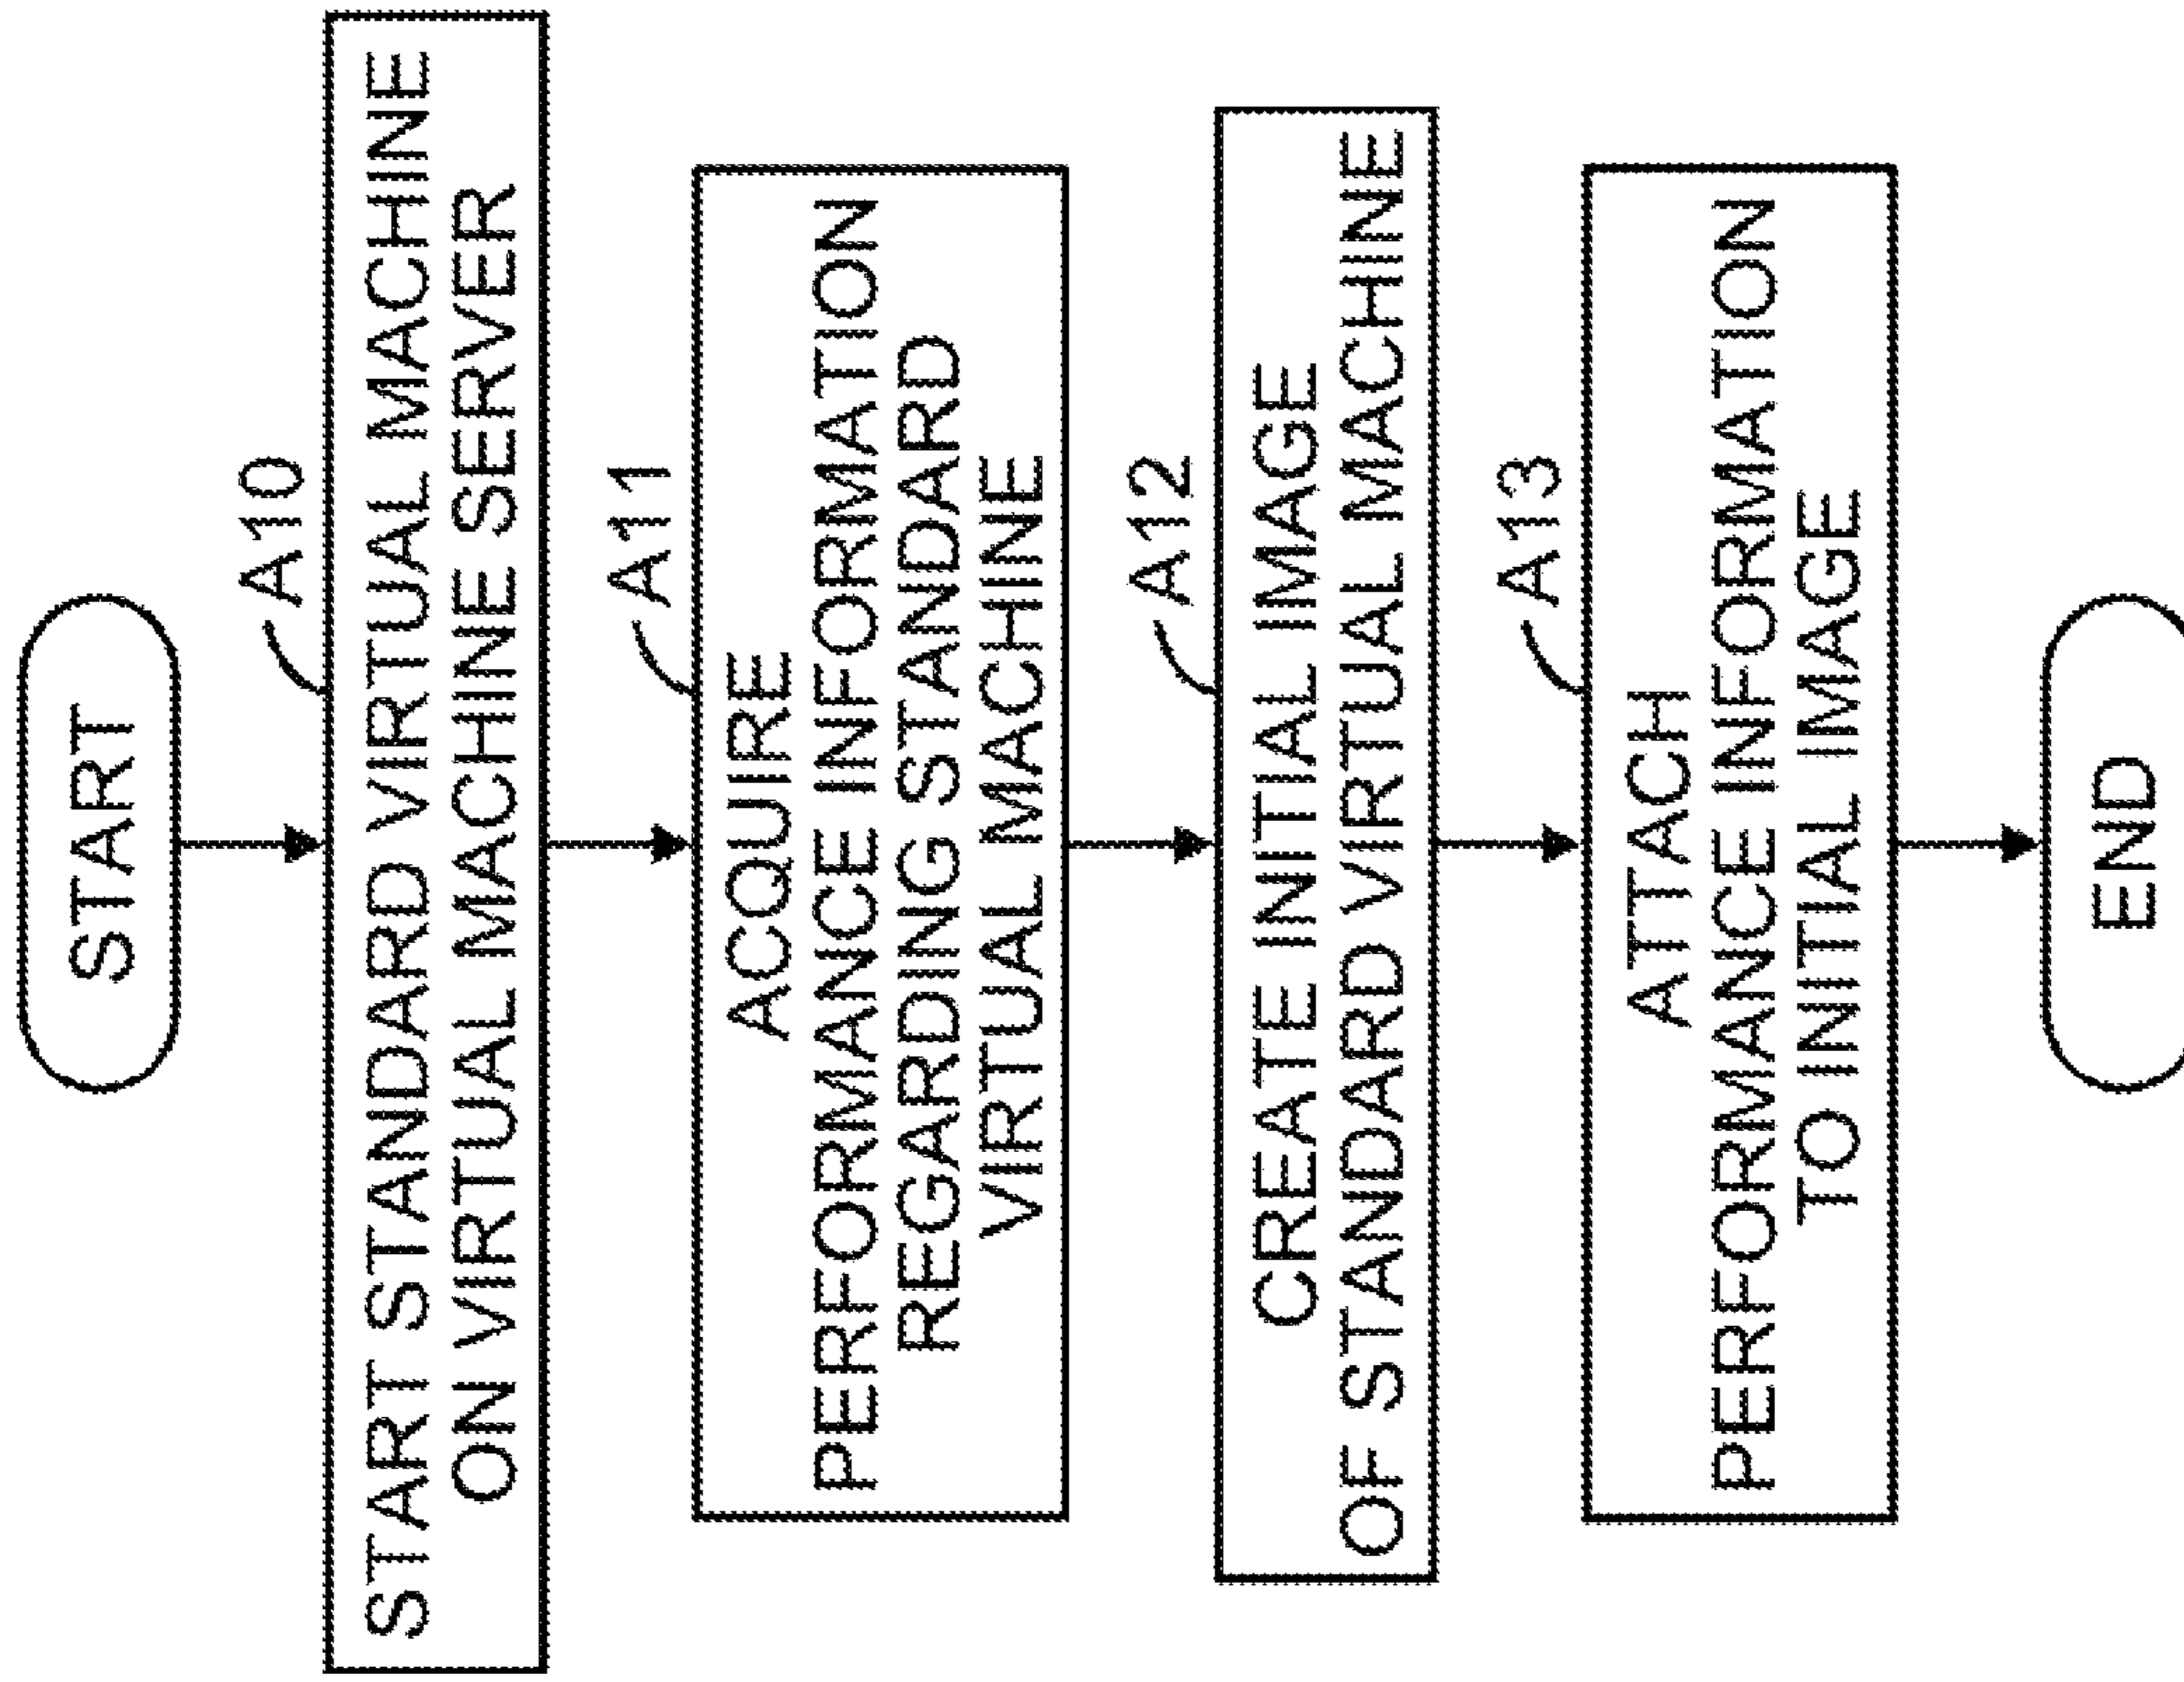 START
A10
START STANDARD VIRTUAL MACHINE
ON VIRTUAL MACHINE SERVER
A11
ACQUIRE
PERFORMANCE INFORMATION
REGARDING STANDARD
VIRTUAL MACHINE
A12
CREATE INITIAL IMAGE
OF STANDARD VIRTUAL MACHINE
A13
ATTACH
PERFORMANCE INFORMATION
TO INITIAL IMAGE
END